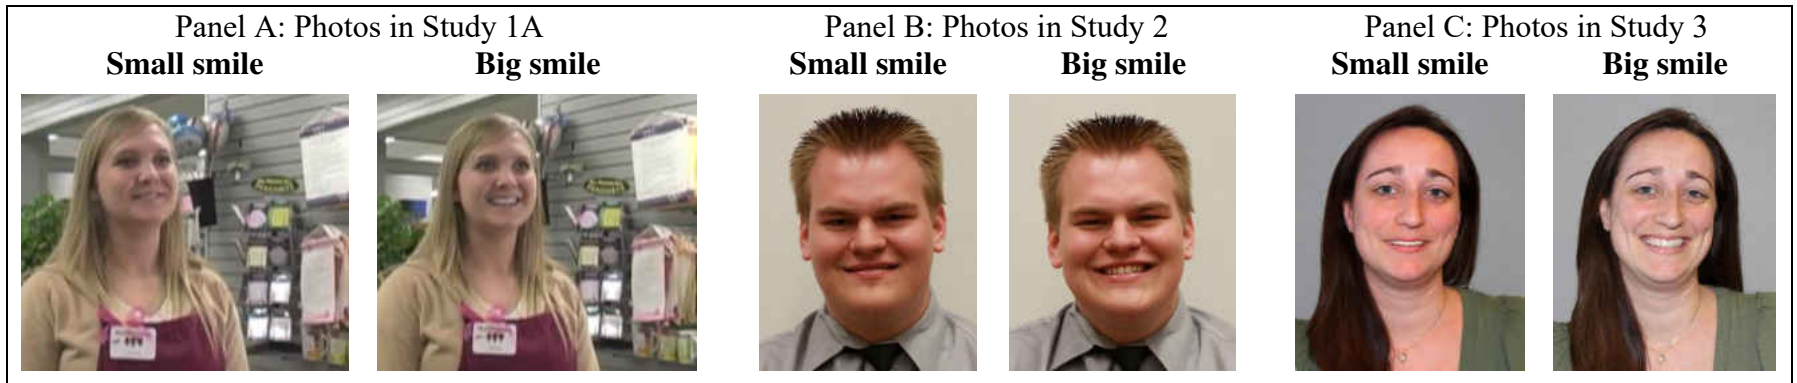 Panel A: Photos in Study 1A
Small smile Big smile
Panel B: Photos in Study 2
Small smile Big smile
Panel C: Photos in Study 3
Small smile Big smile